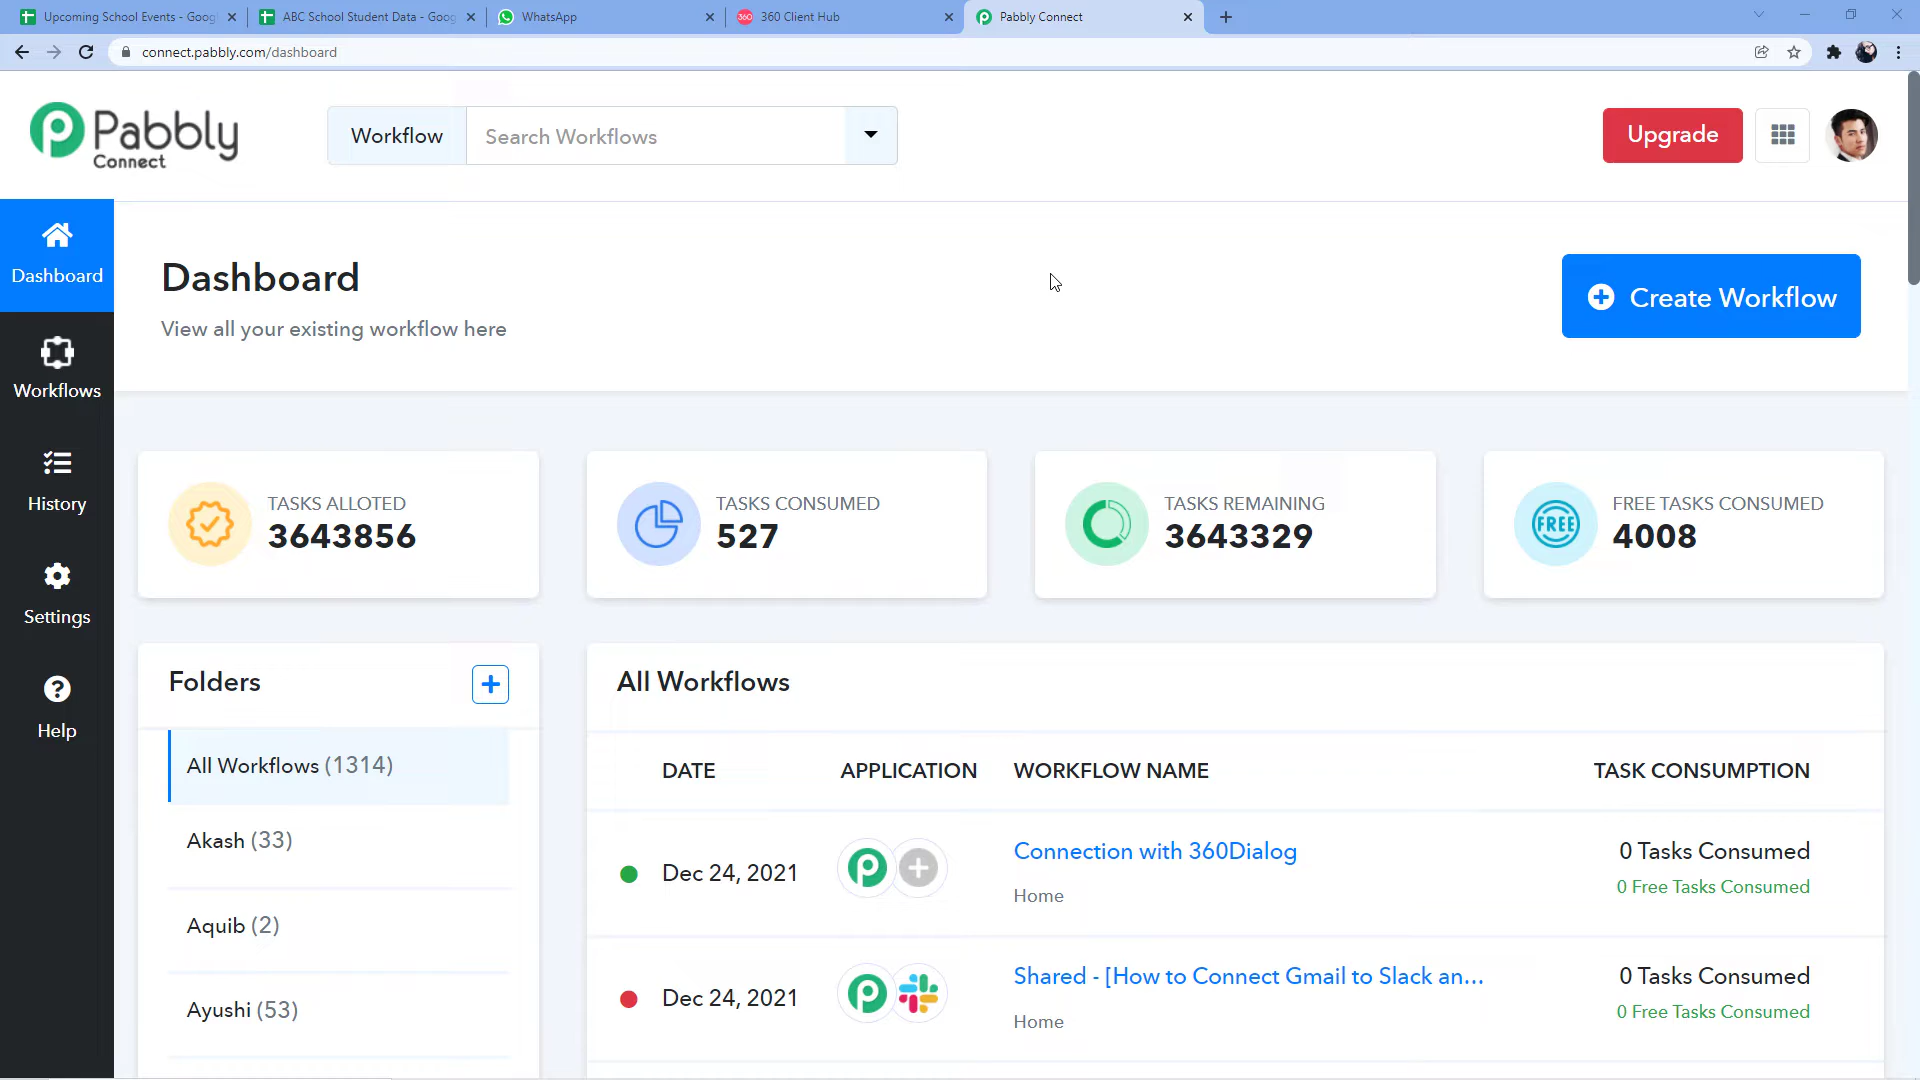 Upcoming School Events - Goog
ABC School Student Data - Goog
WhatsApp
360 Client Hub
Pabbly Connect
connect.pabbly.com/dashboard
Pabbly
Connect
Workflow
Search Workflows
Upgrade
Dashboard
Workflows
History
Settings
Help
Dashboard
View all your existing workflow here
Create Workflow
TASKS ALLOTED
3643856
TASKS CONSUMED
527
TASKS REMAINING
3643329
FREE
FREE TASKS CONSUMED
4008
Folders
All Workflows (1314)
Akash (33)
Aquib (2)
Ayushi (53)
All Workflows
DATE APPLICATION WORKFLOW NAME TASK CONSUMPTION
Dec 24, 2021
Connection with 360Dialog
Home
0 Tasks Consumed
0 Free Tasks Consumed
Dec 24, 2021
Shared - [How to Connect Gmail to Slack an...
Home
0 Tasks Consumed
0 Free Tasks Consumed